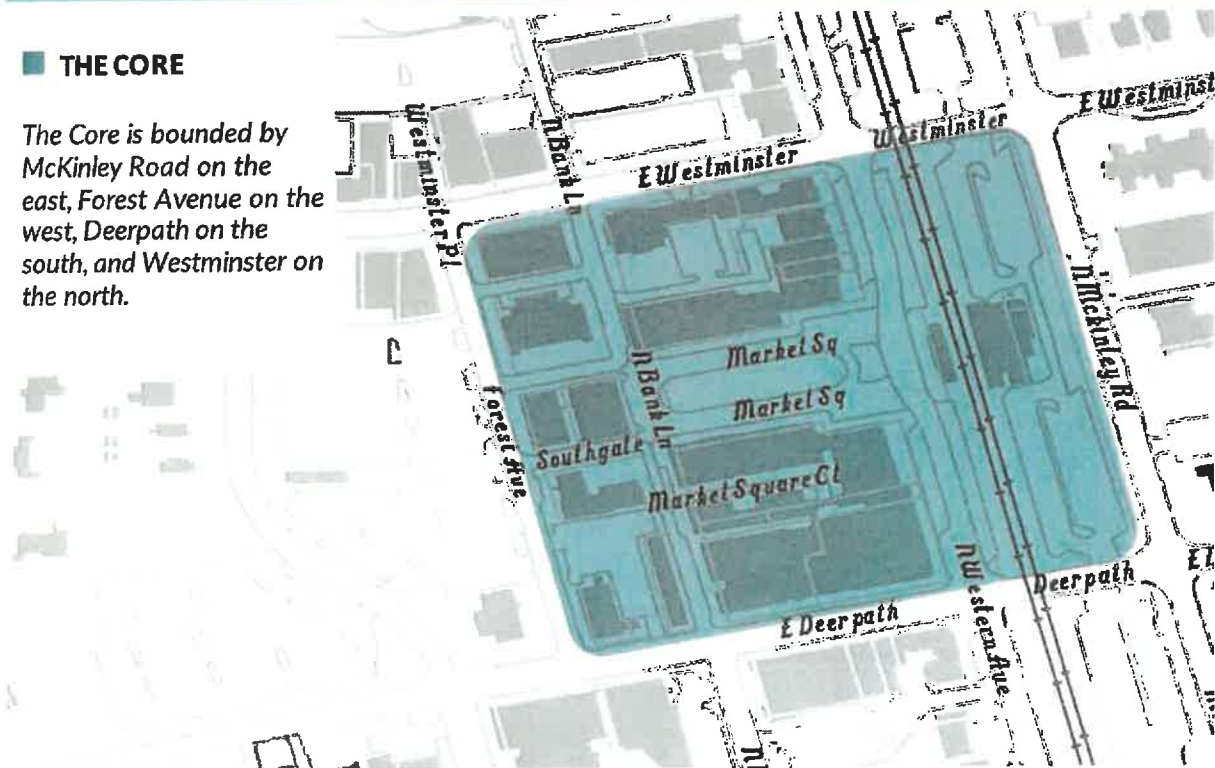 THE CORE
The Core is bounded by
McKinley Road on the
east, Forest Avenue on the
west, Deerpath on the
south, and Westminster on
the north.
E Westminst
Westminster
E Westminster
N Bank Ln
Westminster Pl
N McKinley Rd
Market Sq
N Bank Ln
Market Sq
Forest Ave
Southgate
Market Square Ct
N Western Ave
Deerpath
E Deerpath